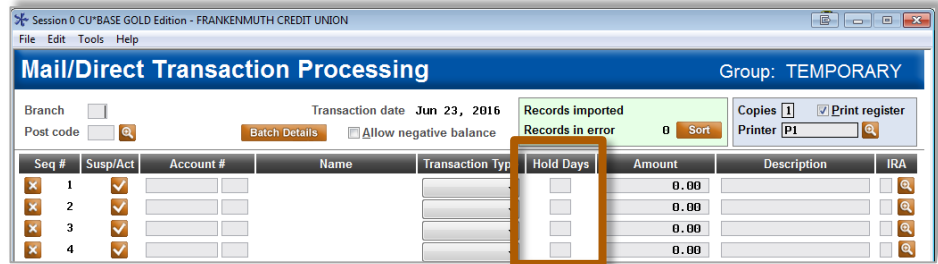 Session 0 CU*BASE GOLD Edition - FRANKENMUTH CREDIT UNION
File Edit Tools Help
Mail/Direct Transaction Processing Group: TEMPORARY
Branch Transaction date Jun 23, 2016 Records imported Copies 1 Print register
Post code Batch Details Allow negative balance Records in error 0 Sort Printer P1
Seq # Susp/Act Account # Name Transaction Typ Hold Days Amount Description IRA
1 0.00
2 0.00
3 0.00
4 0.00